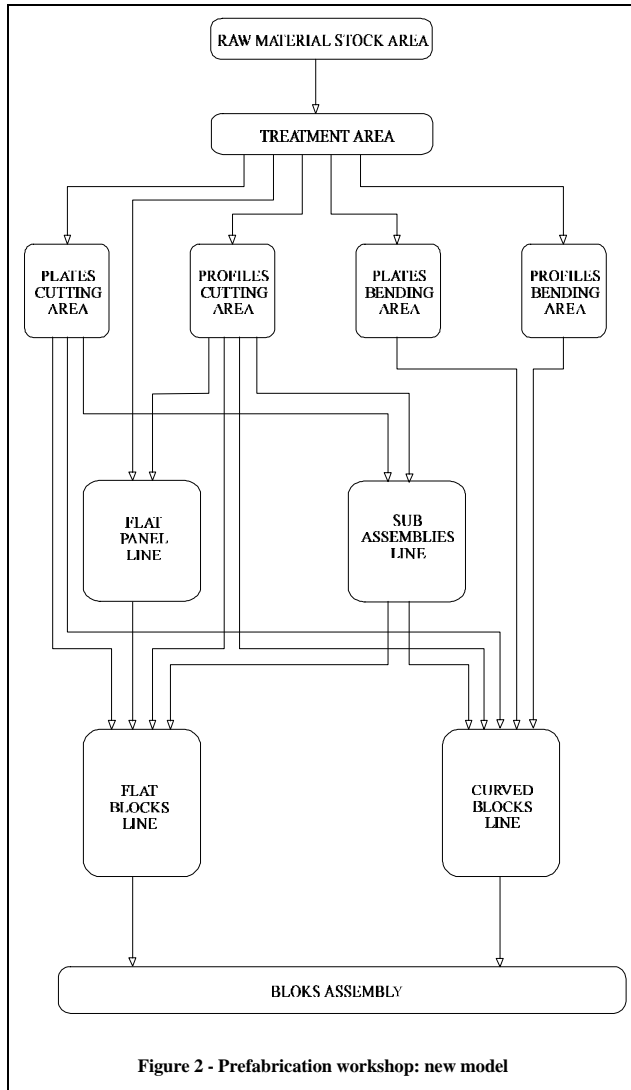 RAW MATERIAL STOCK AREA
TREATMENT AREA
PLATES
CUTTING
AREA
PROFILES
CUTTING
AREA
PLATES
BENDING
AREA
PROFILES
BENDING
AREA
FLAT
PANEL
LINE
SUB
ASSEMBLIES
LINE
FLAT
BLOCKS
LINE
CURVED
BLOCKS
LINE
BLOKS ASSEMBLY
Figure 2 - Prefabrication workshop: new model